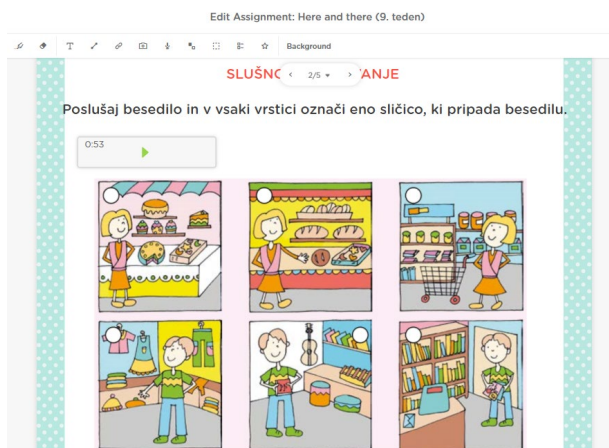 Edit Assignment: Here and there (9. teden)
Background
SLUŠNO
2/5
TANJE
Poslušaj besedilo in v vsaki vrstici označi eno sličico, ki pripada besedilu.
0:53